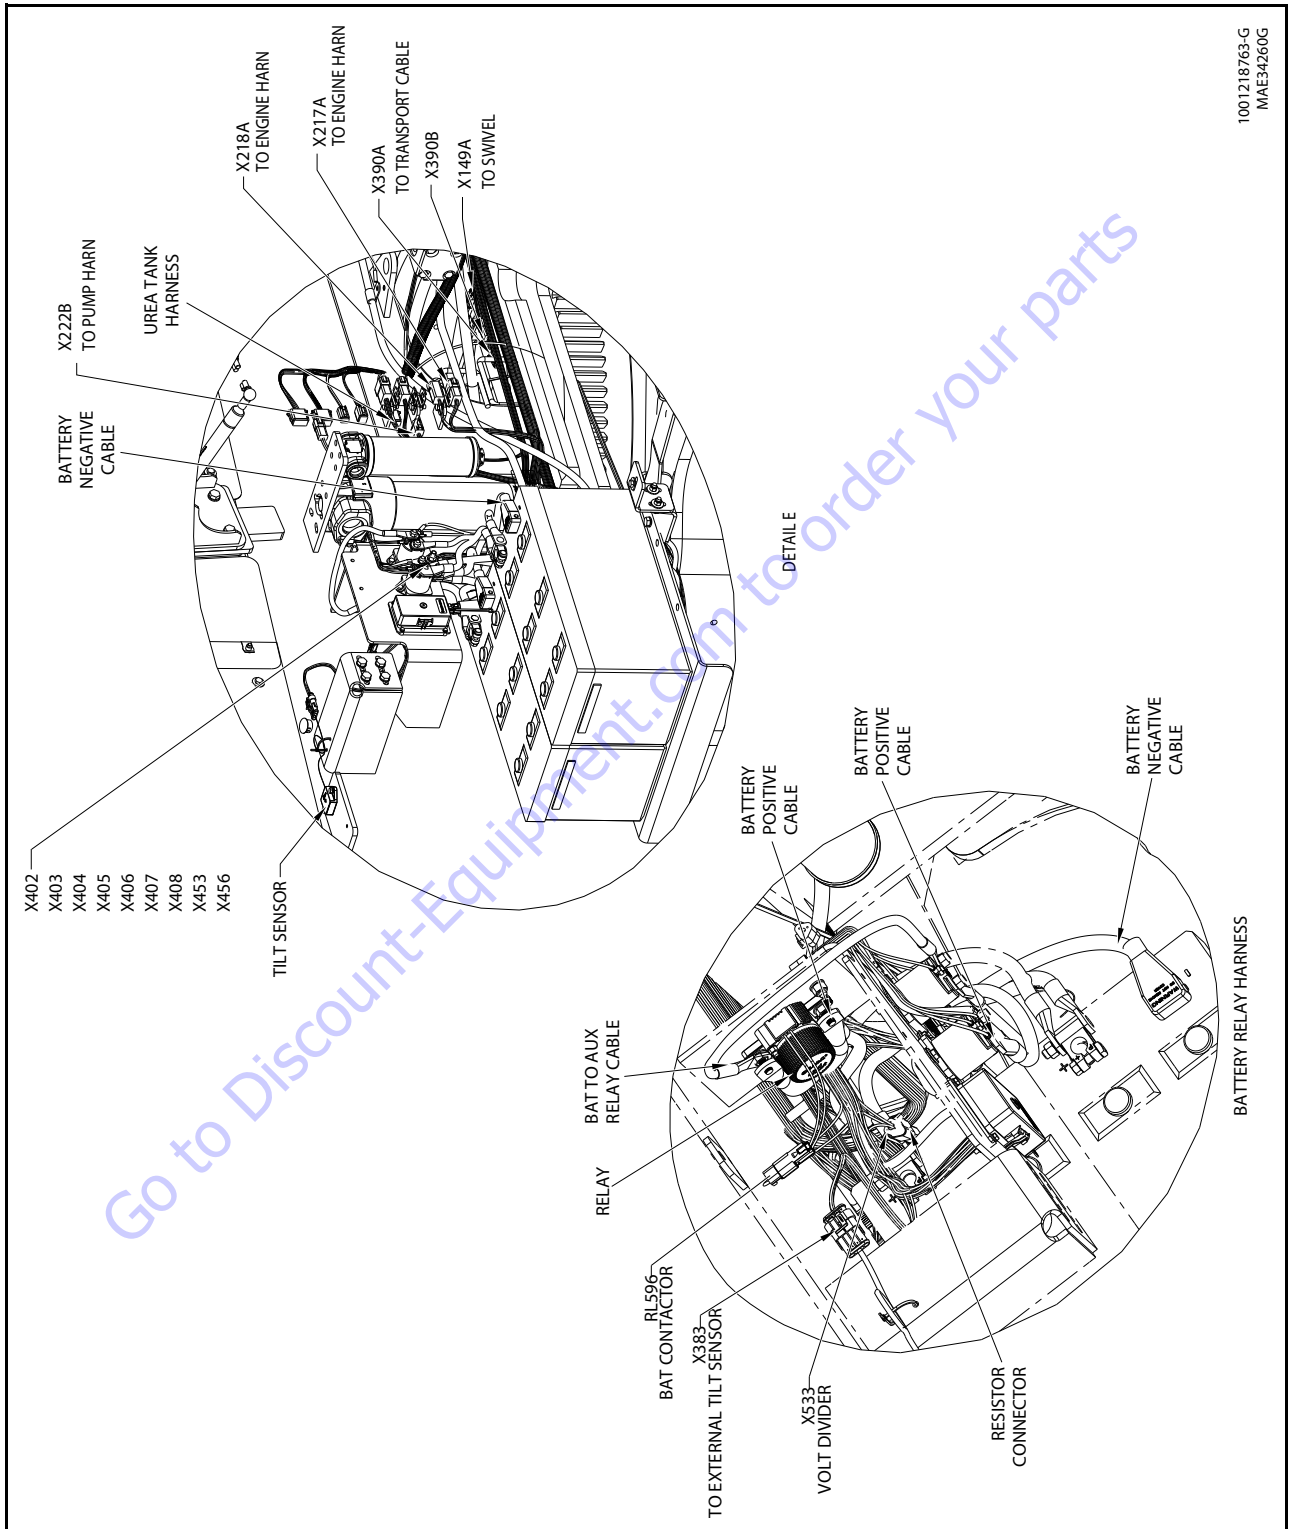 X402
X403
X404
X405
X406
X407
X408
X453
X456
TILT SENSOR
BATTERY
NEGATIVE
CABLE
X222B
TO PUMP HARN
UREA TANK
HARNESS
X218A
TO ENGINE HARN
X217A
TO ENGINE HARN
X390A
TO TRANSPORT CABLE
X390B
X149A
TO SWIVEL
DETAIL E
1001218763-G
MAE34260G
Go to Discount-Equipment.com to order your parts
RELAY
BAT TO AUX
RELAY CABLE
BATTERY
POSITIVE
CABLE
BATTERY
POSITIVE
CABLE
BATTERY
NEGATIVE
CABLE
RL596
BAT CONTACTOR
X383
TO EXTERNAL TILT SENSOR
X533
VOLT DIVIDER
RESISTOR
CONNECTOR
BATTERY RELAY HARNESS